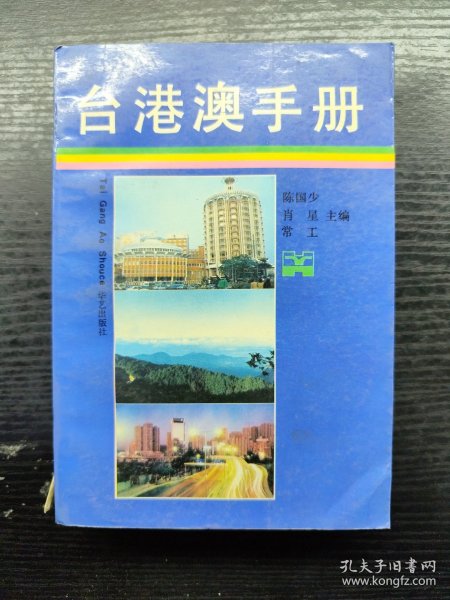 台港澳手册
陈国少
肖 星 主编
常 工
Tai Gang Ao Shouce 华艺出版社
孔夫子旧书网
www.kongfz.com